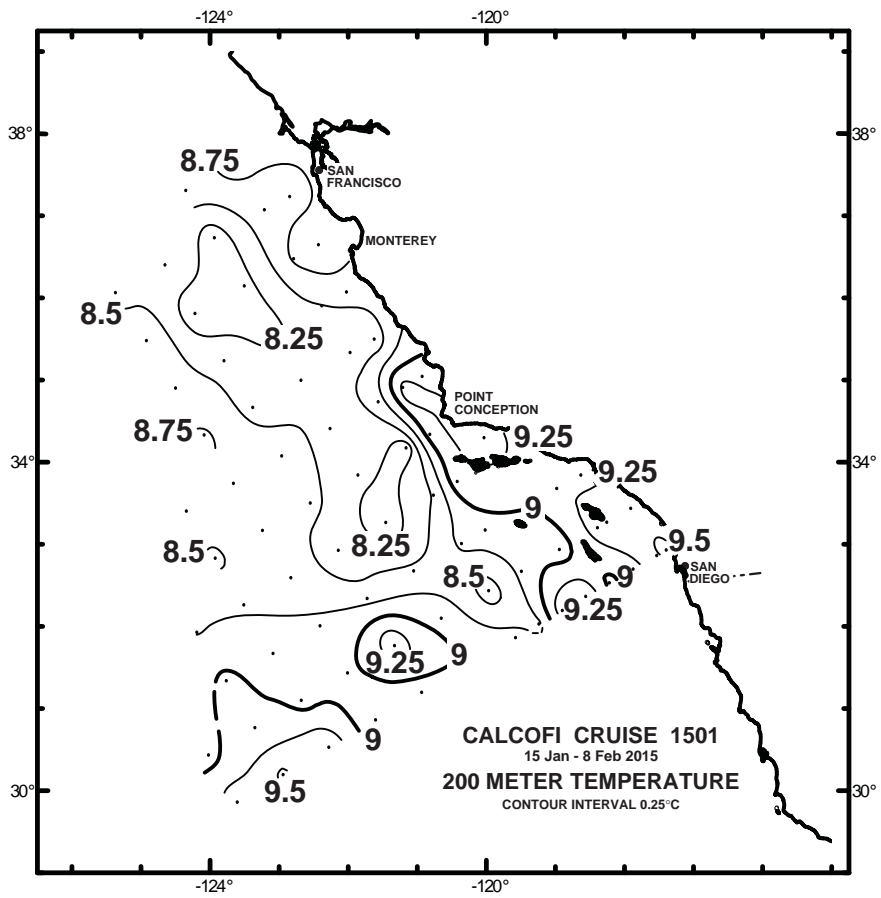 -124°
-120°
38°
38°
8.75
SAN
FRANCISCO
MONTEREY
8.5
8.25
POINT
CONCEPTION
8.75
9.25
34°
34°
9.25
9
8.5
8.25
9.5
8.5
9
SAN
DIEGO
9.25
9
9.25
9
CALCOFI CRUISE 1501
15 Jan - 8 Feb 2015
200 METER TEMPERATURE
CONTOUR INTERVAL 0.25°C
9.5
30°
30°
-124°
-120°